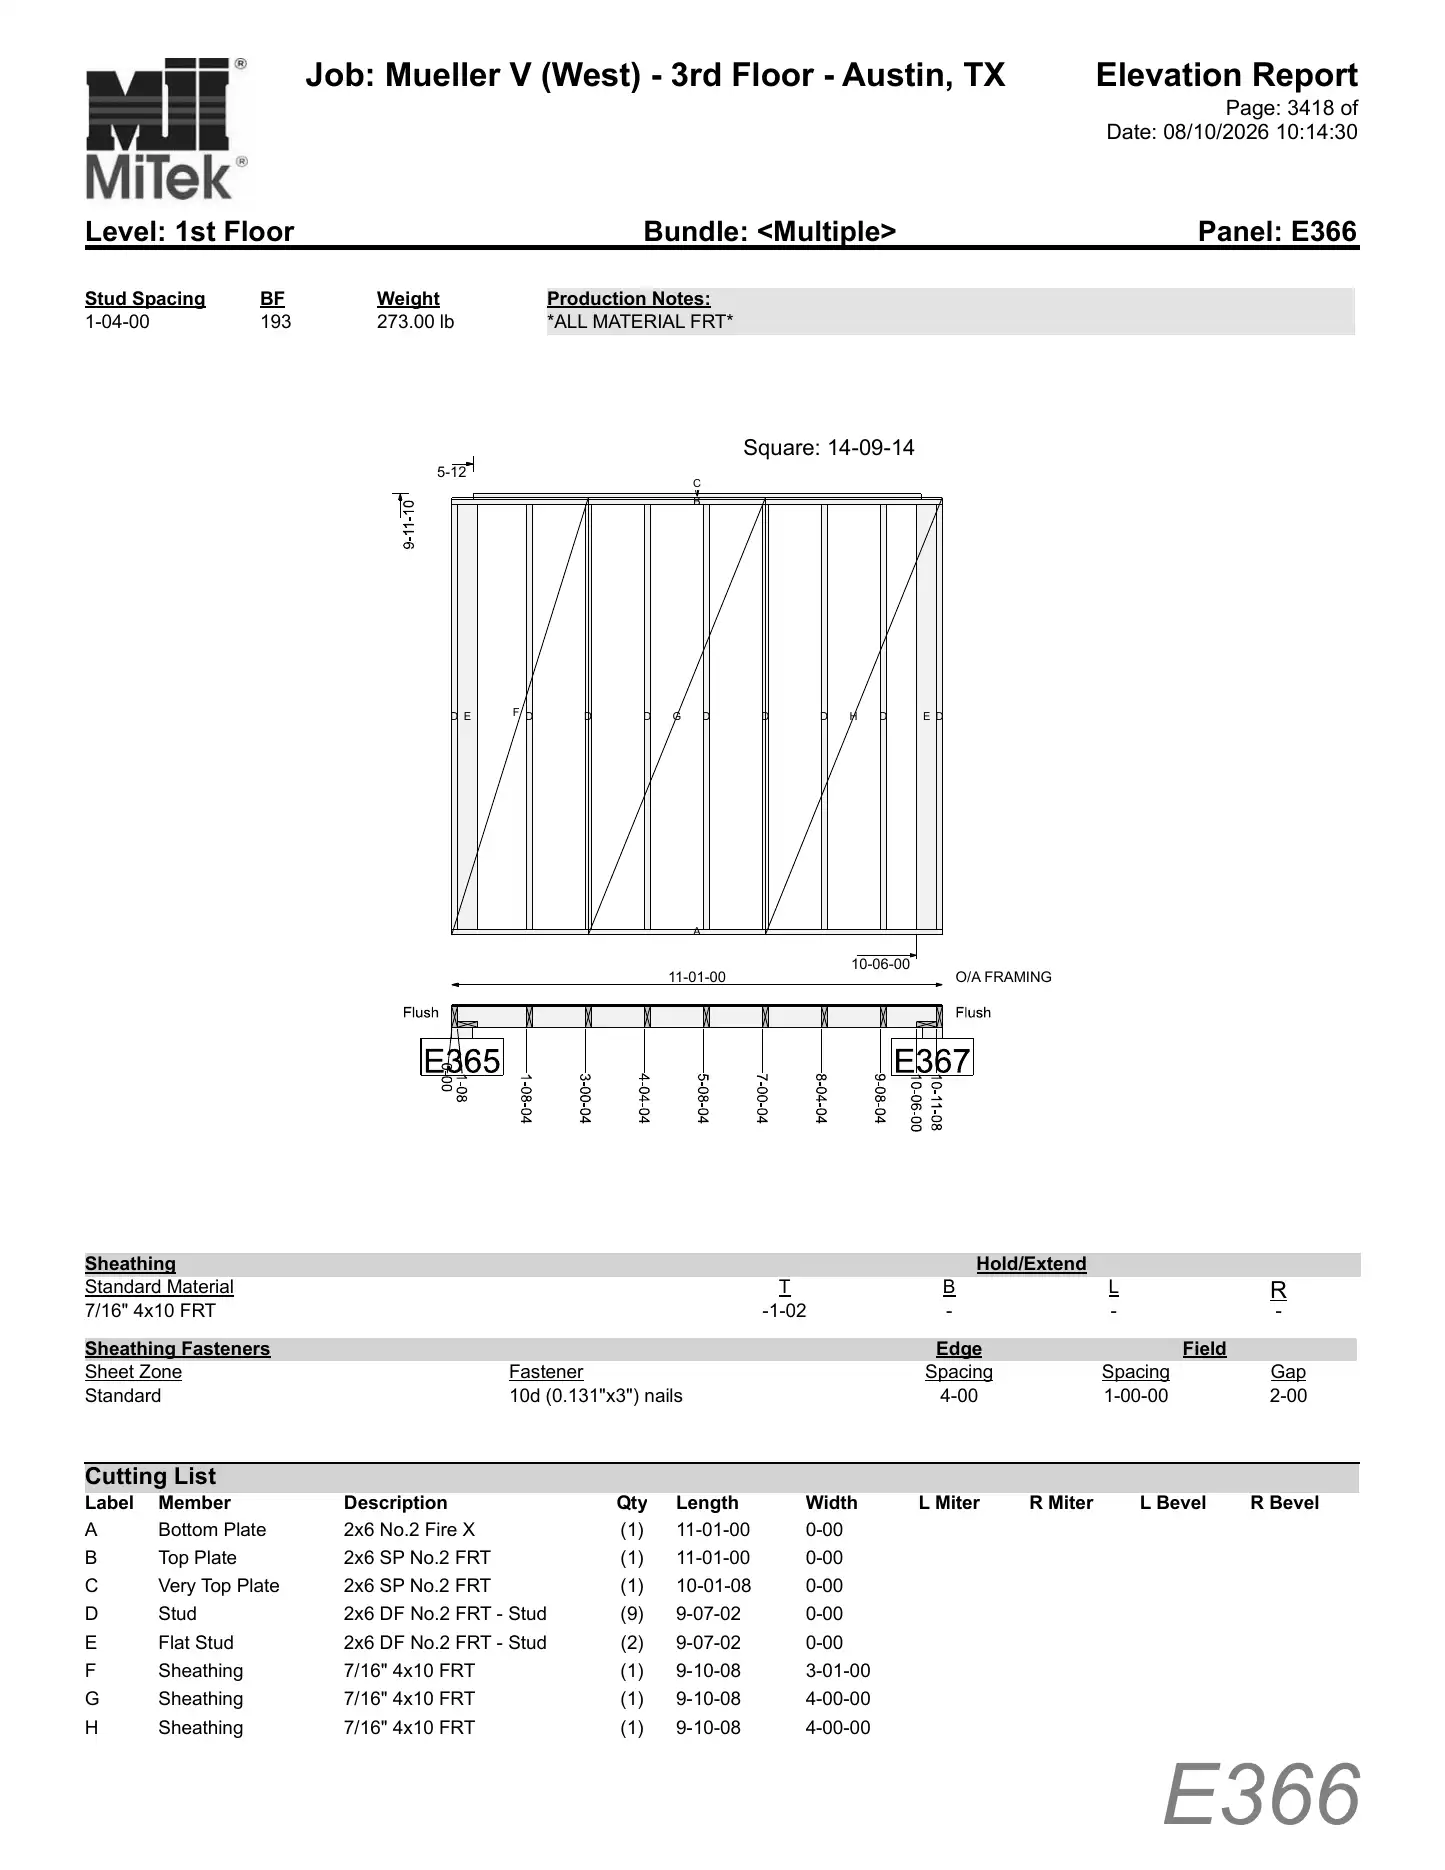 Job: Mueller V (West) - 3rd Floor - Austin, TX
Elevation Report
Page: 3418 of
Date: 08/10/2026 10:14:30
MiTek®
Level: 1st Floor Bundle: <Multiple> Panel: E366
Stud Spacing BF Weight Production Notes:
1-04-00 193 273.00 lb *ALL MATERIAL FRT*
Square: 14-09-14
5-12
C
B
9-11-10
D E F D D D G D D D H D E D
A
10-06-00
11-01-00 O/A FRAMING
Flush Flush
E365 E367
0-00 1-08 1-08-04 3-00-04 4-04-04 5-08-04 7-00-04 8-04-04 9-08-04 10-06-00 10-11-08
Sheathing Hold/Extend
Standard Material T B L R
7/16" 4x10 FRT -1-02 - - -
Sheathing Fasteners Edge Field
Sheet Zone Fastener Spacing Spacing Gap
Standard 10d (0.131"x3") nails 4-00 1-00-00 2-00
Cutting List
Label Member Description Qty Length Width L Miter R Miter L Bevel R Bevel
A Bottom Plate 2x6 No.2 Fire X (1) 11-01-00 0-00
B Top Plate 2x6 SP No.2 FRT (1) 11-01-00 0-00
C Very Top Plate 2x6 SP No.2 FRT (1) 10-01-08 0-00
D Stud 2x6 DF No.2 FRT - Stud (9) 9-07-02 0-00
E Flat Stud 2x6 DF No.2 FRT - Stud (2) 9-07-02 0-00
F Sheathing 7/16" 4x10 FRT (1) 9-10-08 3-01-00
G Sheathing 7/16" 4x10 FRT (1) 9-10-08 4-00-00
H Sheathing 7/16" 4x10 FRT (1) 9-10-08 4-00-00
E366